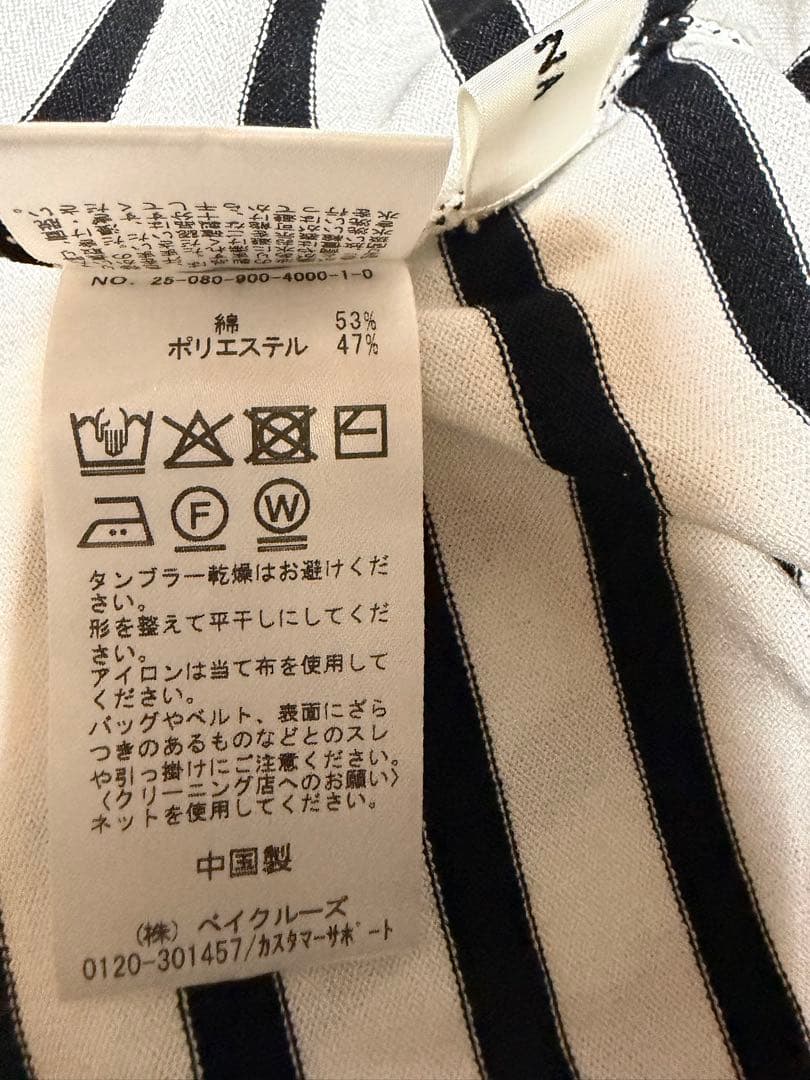 NO. 25-080-900-4000-1-0
綿 53%
ポリエステル 47%
F W
タンブラー乾燥はお避けくだ
さい。
形を整えて平干しにしてくだ
さい。
アイロンは当て布を使用して
ください。
バッグやベルト、表面にざら
つきのあるものなどとのスレ
や引っ掛けにご注意ください。
〈クリーニング店へのお願い〉
ネットを使用してください。
中国製
(株) ベイクルーズ
0120-301457/カスタマーサポート